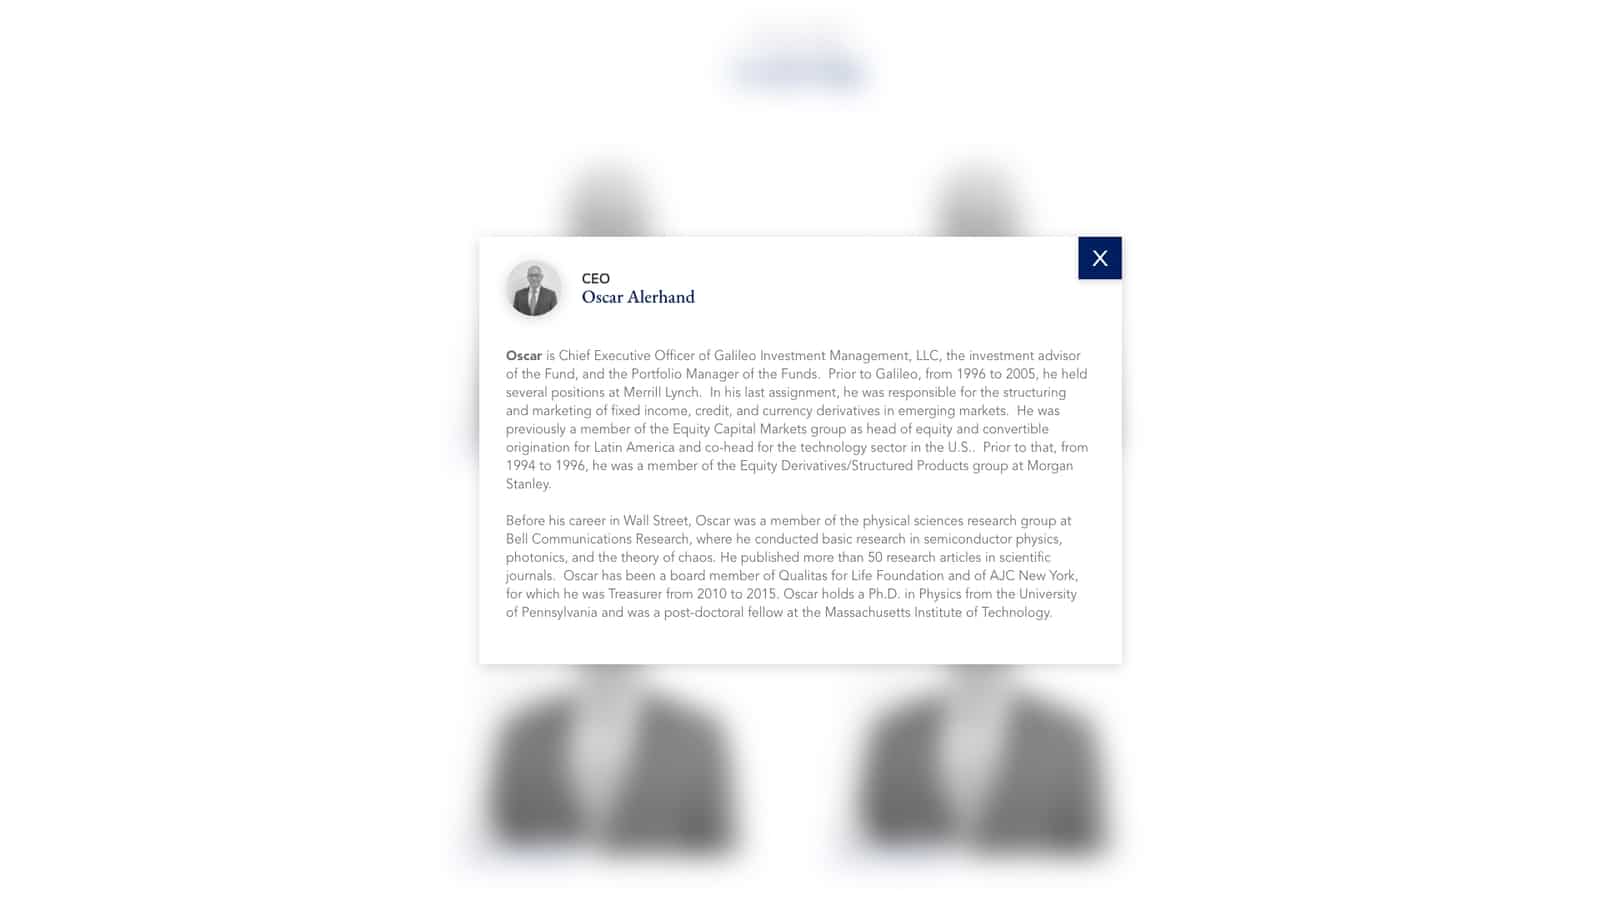 X
CEO
Oscar Alerhand
Oscar is Chief Executive Officer of Galileo Investment Management, LLC, the investment advisor
of the Fund, and the Portfolio Manager of the Funds.  Prior to Galileo, from 1996 to 2005, he held
several positions at Merrill Lynch.  In his last assignment, he was responsible for the structuring
and marketing of fixed income, credit, and currency derivatives in emerging markets.  He was
previously a member of the Equity Capital Markets group as head of equity and convertible
origination for Latin America and co-head for the technology sector in the U.S..  Prior to that, from
1994 to 1996, he was a member of the Equity Derivatives/Structured Products group at Morgan
Stanley.
Before his career in Wall Street, Oscar was a member of the physical sciences research group at
Bell Communications Research, where he conducted basic research in semiconductor physics,
photonics, and the theory of chaos. He published more than 50 research articles in scientific
journals.  Oscar has been a board member of Qualitas for Life Foundation and of AJC New York,
for which he was Treasurer from 2010 to 2015. Oscar holds a Ph.D. in Physics from the University
of Pennsylvania and was a post-doctoral fellow at the Massachusetts Institute of Technology.